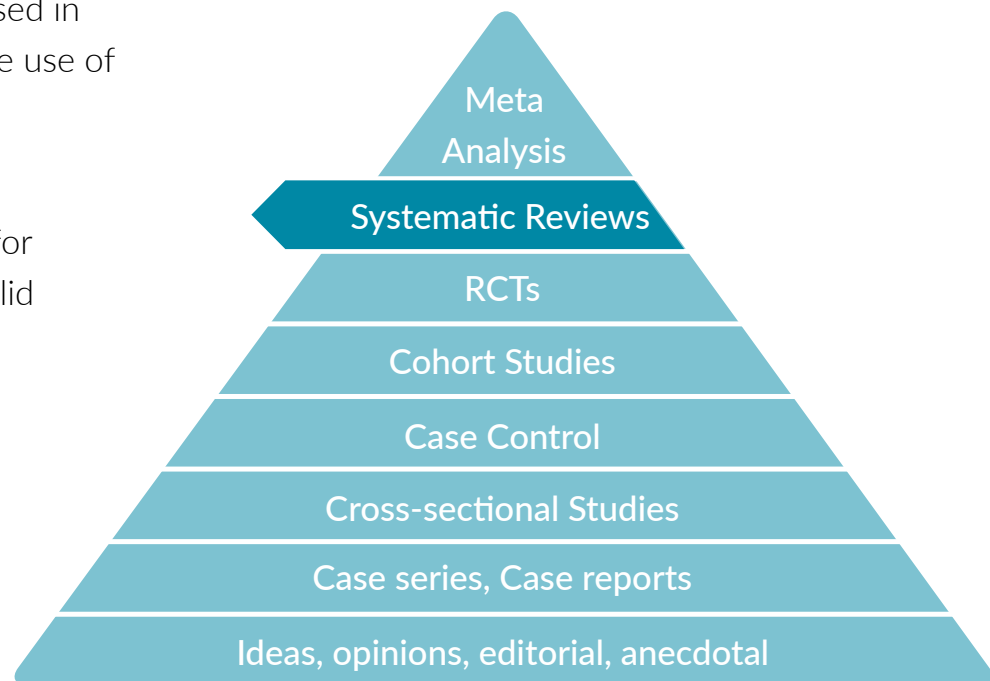 sed in
e use of
for
lid
Meta
Analysis
Systematic Reviews
RCTs
Cohort Studies
Case Control
Cross-sectional Studies
Case series, Case reports
Ideas, opinions, editorial, anecdotal